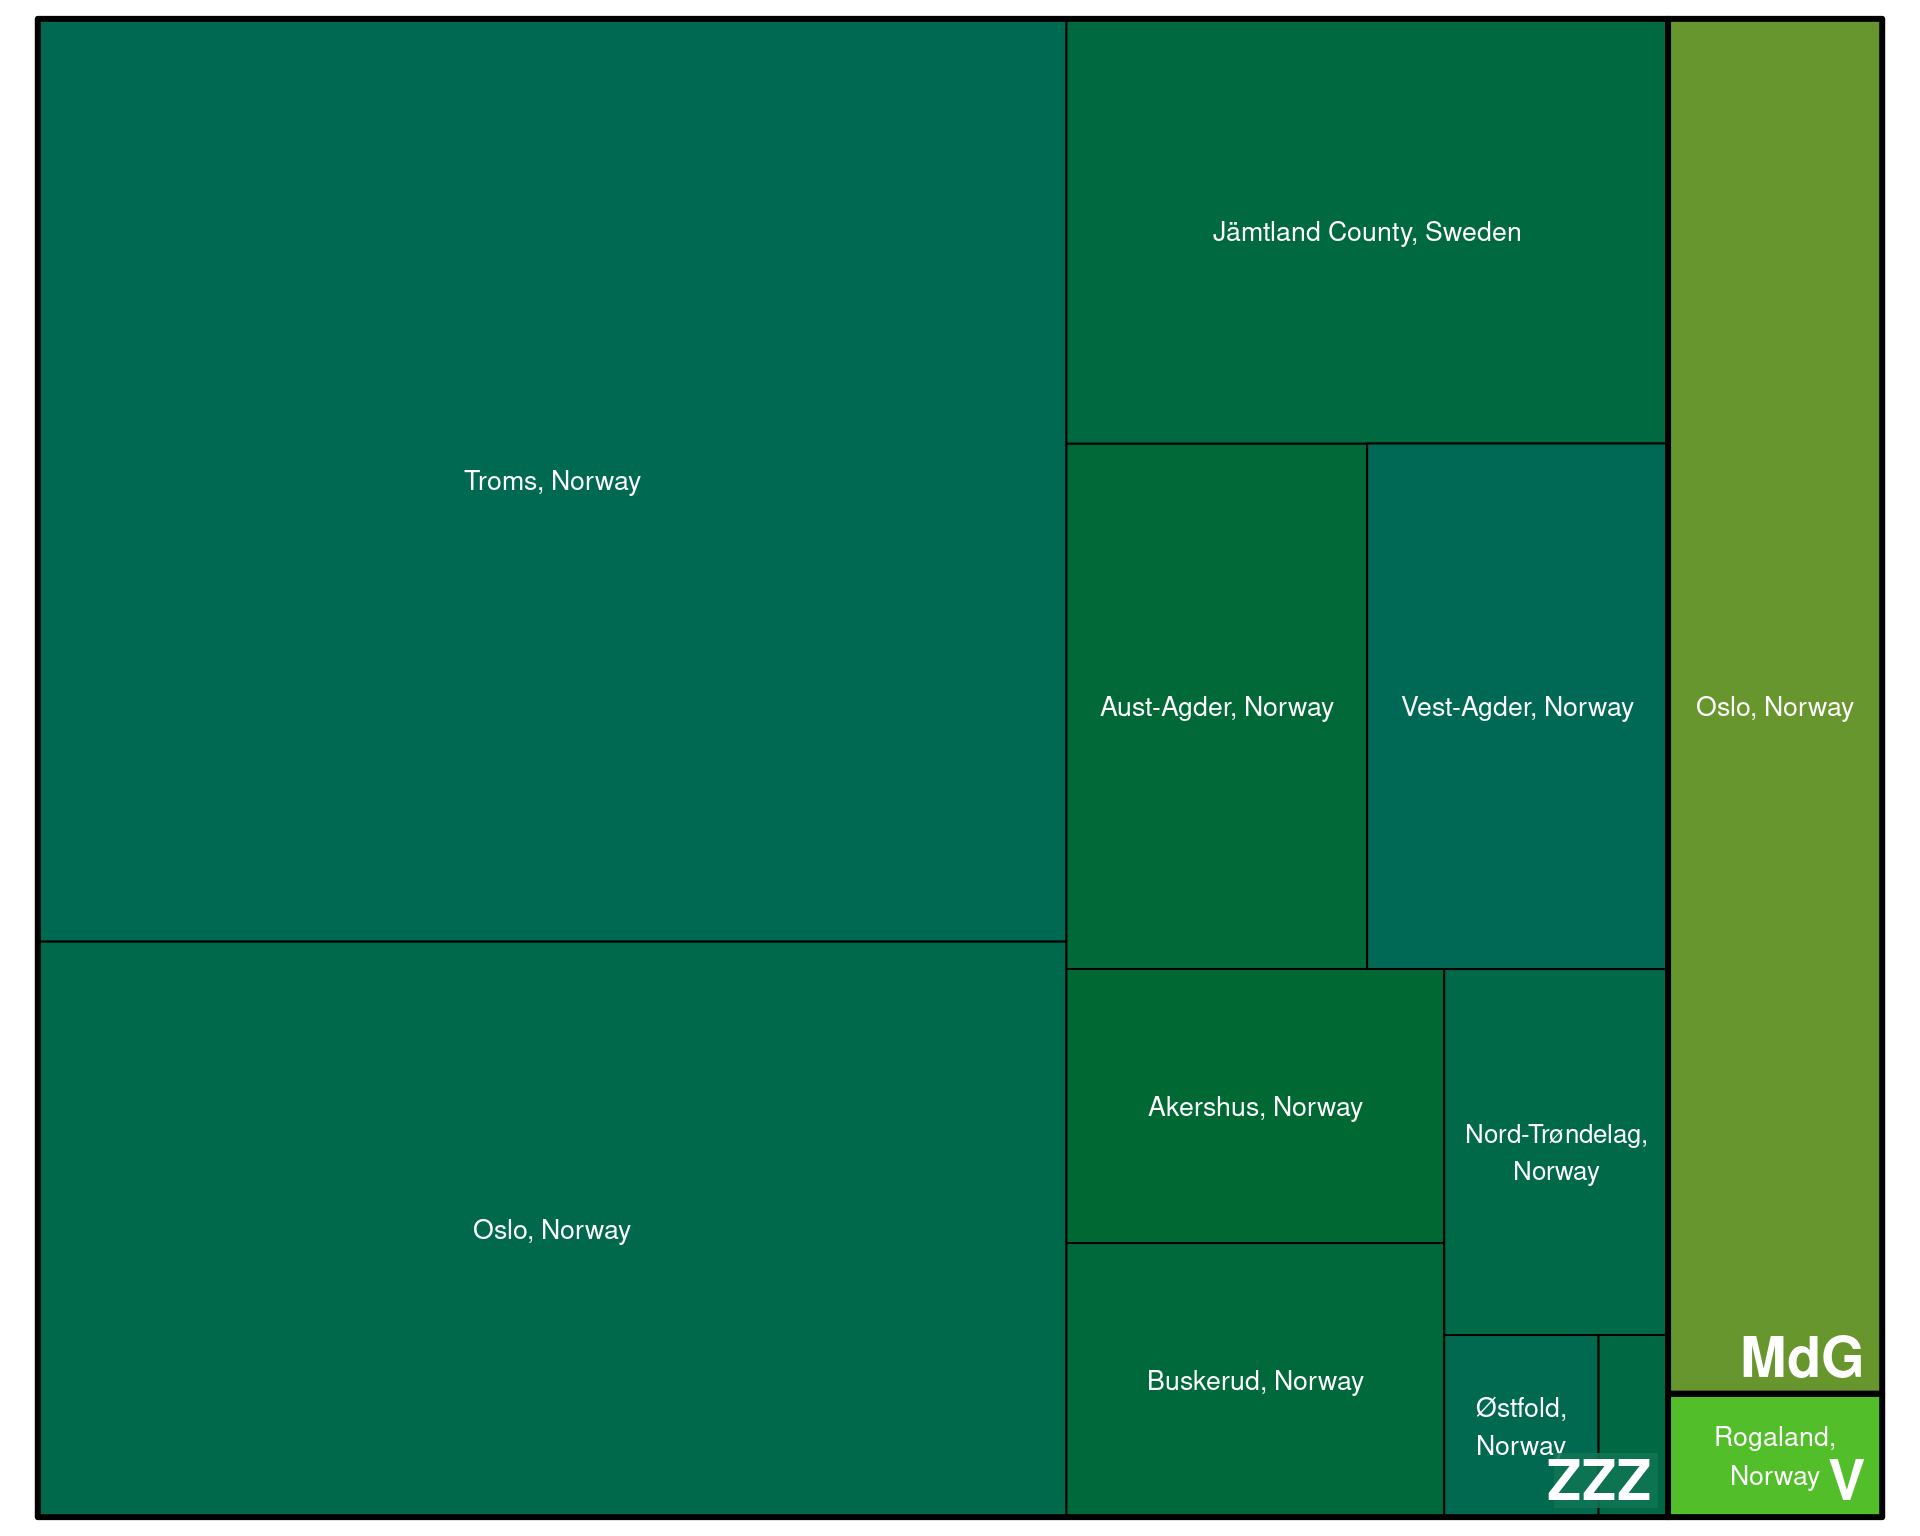 Troms, Norway
Oslo, Norway
Jämtland County, Sweden
Aust-Agder, Norway
Vest-Agder, Norway
Akershus, Norway
Buskerud, Norway
Nord-Trøndelag,
Norway
Østfold,
Norway
ZZZ
Oslo, Norway
MdG
Rogaland,
Norway
V